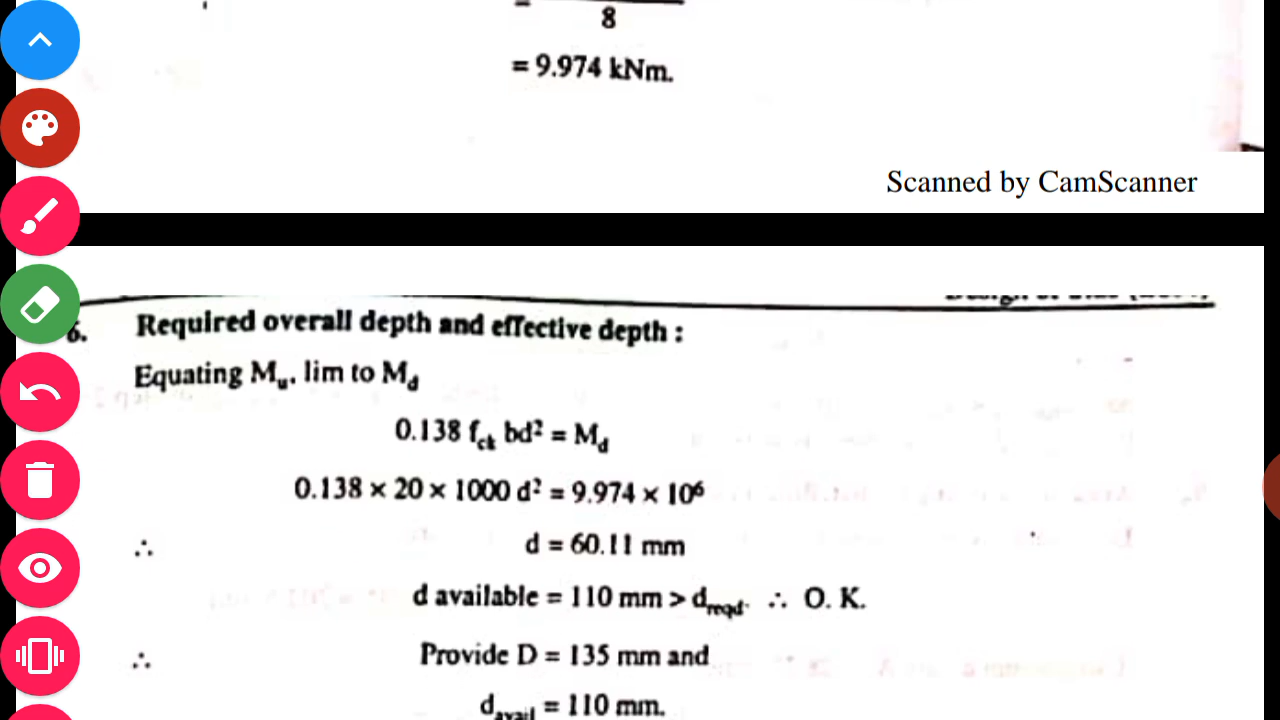 =
8
= 9.974 kNm.
Scanned by CamScanner
6. Required overall depth and effective depth :
Equating Mu, lim to Md
0.138 fck bd² = Md
0.138 × 20 × 1000 d² = 9.974 × 10⁶
∴ d = 60.11 mm
d available = 110 mm > dreqd. ∴ O. K.
∴ Provide D = 135 mm and
davail = 110 mm.